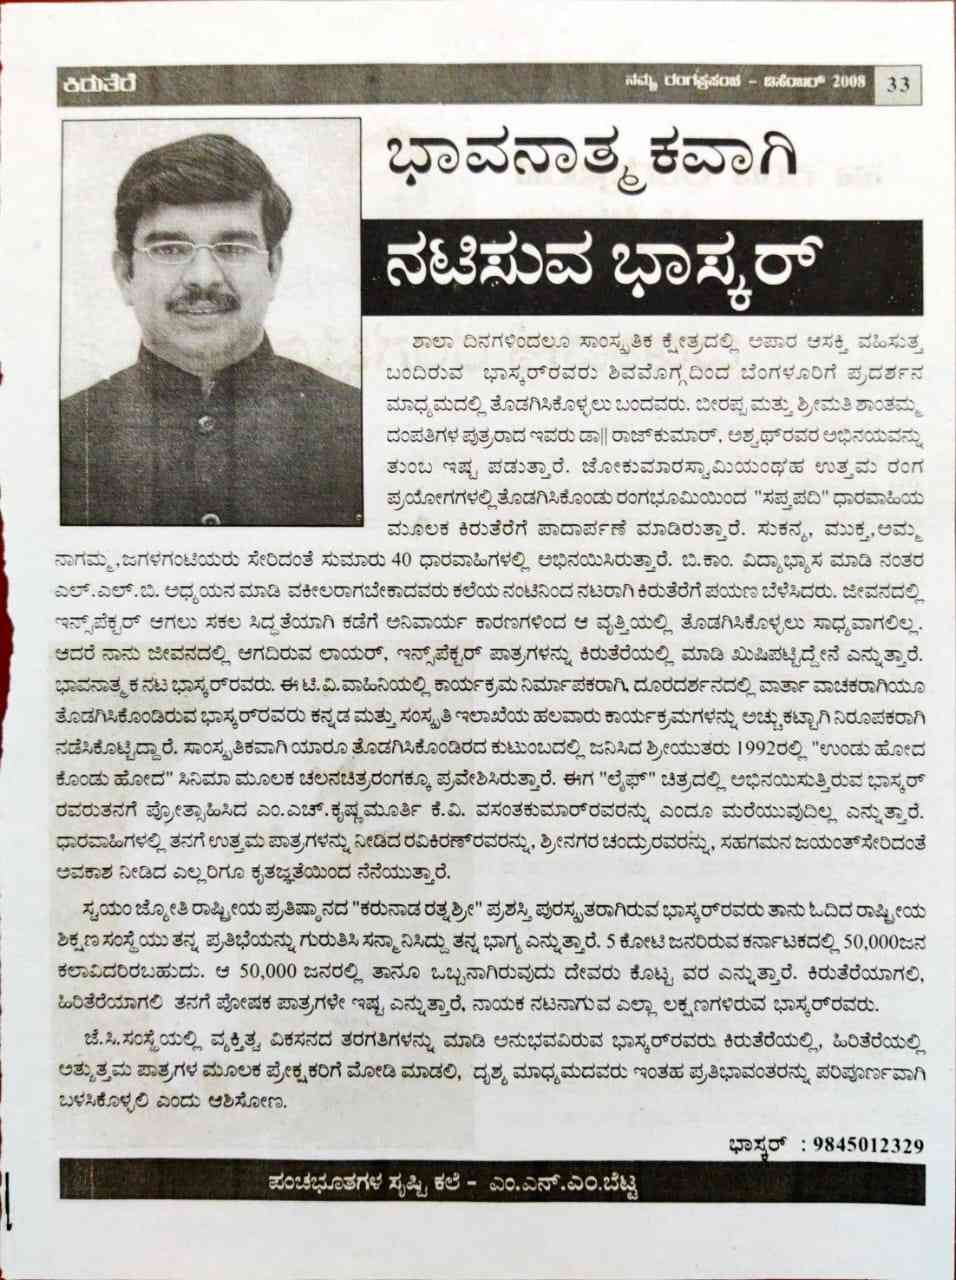 ಕಿರುತೆರೆ
ನಮ್ಮ ರಂಗಪ್ರಪಂಚ - ಡಿಸೆಂಬರ್ 2008 33
ಭಾವನಾತ್ಮಕವಾಗಿ
ನಟಿಸುವ ಭಾಸ್ಕರ್
ಶಾಲಾ ದಿನಗಳಿಂದಲೂ ಸಾಂಸ್ಕೃತಿಕ ಕ್ಷೇತ್ರದಲ್ಲಿ ಅಪಾರ ಆಸಕ್ತಿ ವಹಿಸುತ್ತ
ಬಂದಿರುವ ಭಾಸ್ಕರ್‌ರವರು ಶಿವಮೊಗ್ಗದಿಂದ ಬೆಂಗಳೂರಿಗೆ ಪ್ರದರ್ಶನ
ಮಾಧ್ಯಮದಲ್ಲಿ ತೊಡಗಿಸಿಕೊಳ್ಳಲು ಬಂದವರು. ಬೀರಪ್ಪ ಮತ್ತು ಶ್ರೀಮತಿ ಶಾಂತಮ್ಮ
ದಂಪತಿಗಳ ಪುತ್ರರಾದ ಇವರು ಡಾ|| ರಾಜ್‌ಕುಮಾರ್, ಅಶ್ವಥ್‌ರವರ ಅಭಿನಯವನ್ನು
ತುಂಬ ಇಷ್ಟ ಪಡುತ್ತಾರೆ. ಜೋಕುಮಾರಸ್ವಾಮಿಯಂಥಹ ಉತ್ತಮ ರಂಗ
ಪ್ರಯೋಗಗಳಲ್ಲಿ ತೊಡಗಿಸಿಕೊಂಡು ರಂಗಭೂಮಿಯಿಂದ "ಸಪ್ತಪದಿ" ಧಾರವಾಹಿಯ
ಮೂಲಕ ಕಿರುತೆರೆಗೆ ಪಾದಾರ್ಪಣೆ ಮಾಡಿರುತ್ತಾರೆ. ಸುಕನ್ಯ, ಮುಕ್ತ,ಅಮ್ಮ
ನಾಗಮ್ಮ,ಜಗಳಗಂಟಿಯರು ಸೇರಿದಂತೆ ಸುಮಾರು 40 ಧಾರವಾಹಿಗಳಲ್ಲಿ ಅಭಿನಯಿಸಿರುತ್ತಾರೆ. ಬಿ.ಕಾಂ. ವಿದ್ಯಾಭ್ಯಾಸ ಮಾಡಿ ನಂತರ
ಎಲ್.ಎಲ್.ಬಿ. ಅಧ್ಯಯನ ಮಾಡಿ ವಕೀಲರಾಗಬೇಕಾದವರು ಕಲೆಯ ನಂಟಿನಿಂದ ನಟರಾಗಿ ಕಿರುತೆರೆಗೆ ಪಯಣ ಬೆಳೆಸಿದರು. ಜೀವನದಲ್ಲಿ
ಇನ್ಸ್‌ಪೆಕ್ಟರ್ ಆಗಲು ಸಕಲ ಸಿದ್ಧತೆಯಾಗಿ ಕಡೆಗೆ ಅನಿವಾರ್ಯ ಕಾರಣಗಳಿಂದ ಆ ವೃತ್ತಿಯಲ್ಲಿ ತೊಡಗಿಸಿಕೊಳ್ಳಲು ಸಾಧ್ಯವಾಗಲಿಲ್ಲ.
ಆದರೆ ನಾನು ಜೀವನದಲ್ಲಿ ಆಗದಿರುವ ಲಾಯರ್, ಇನ್ಸ್‌ಪೆಕ್ಟರ್ ಪಾತ್ರಗಳನ್ನು ಕಿರುತೆರೆಯಲ್ಲಿ ಮಾಡಿ ಖುಷಿಪಟ್ಟಿದ್ದೇನೆ ಎನ್ನುತ್ತಾರೆ.
ಭಾವನಾತ್ಮಕ ನಟ ಭಾಸ್ಕರ್‌ರವರು. ಈ ಟಿ.ವಿ.ವಾಹಿನಿಯಲ್ಲಿ ಕಾರ್ಯಕ್ರಮ ನಿರ್ಮಾಪಕರಾಗಿ, ದೂರದರ್ಶನದಲ್ಲಿ ವಾರ್ತಾ ವಾಚಕರಾಗಿಯೂ
ತೊಡಗಿಸಿಕೊಂಡಿರುವ ಭಾಸ್ಕರ್‌ರವರು ಕನ್ನಡ ಮತ್ತು ಸಂಸ್ಕೃತಿ ಇಲಾಖೆಯ ಹಲವಾರು ಕಾರ್ಯಕ್ರಮಗಳನ್ನು ಅಚ್ಚುಕಟ್ಟಾಗಿ ನಿರೂಪಕರಾಗಿ
ನಡೆಸಿಕೊಟ್ಟಿದ್ದಾರೆ. ಸಾಂಸ್ಕೃತಿಕವಾಗಿ ಯಾರೂ ತೊಡಗಿಸಿಕೊಂಡಿರದ ಕುಟುಂಬದಲ್ಲಿ ಜನಿಸಿದ ಶ್ರೀಯುತರು 1992ರಲ್ಲಿ "ಉಂಡು ಹೋದ
ಕೊಂಡು ಹೋದ" ಸಿನಿಮಾ ಮೂಲಕ ಚಲನಚಿತ್ರರಂಗಕ್ಕೂ ಪ್ರವೇಶಿಸಿರುತ್ತಾರೆ. ಈಗ "ಲೈಫ್" ಚಿತ್ರದಲ್ಲಿ ಅಭಿನಯಿಸುತ್ತಿರುವ ಭಾಸ್ಕರ್
ರವರುತನಗೆ ಪ್ರೋತ್ಸಾಹಿಸಿದ ಎಂ.ಎಚ್.ಕೃಷ್ಣಮೂರ್ತಿ ಕೆ.ವಿ. ವಸಂತಕುಮಾರ್‌ರವರನ್ನು ಎಂದೂ ಮರೆಯುವುದಿಲ್ಲ ಎನ್ನುತ್ತಾರೆ.
ಧಾರವಾಹಿಗಳಲ್ಲಿ ತನಗೆ ಉತ್ತಮ ಪಾತ್ರಗಳನ್ನು ನೀಡಿದ ರವಿಕಿರಣ್‌ರವರನ್ನು, ಶ್ರೀನಗರ ಚಂದ್ರುರವರನ್ನು, ಸಹಗಮನ ಜಯಂತ್‌ಸೇರಿದಂತೆ
ಅವಕಾಶ ನೀಡಿದ ಎಲ್ಲರಿಗೂ ಕೃತಜ್ಞತೆಯಿಂದ ನೆನೆಯುತ್ತಾರೆ.
ಸ್ವಯಂ ಜ್ಯೋತಿ ರಾಷ್ಟ್ರೀಯ ಪ್ರತಿಷ್ಠಾನದ "ಕರುನಾಡ ರತ್ನಶ್ರೀ" ಪ್ರಶಸ್ತಿ ಪುರಸ್ಕೃತರಾಗಿರುವ ಭಾಸ್ಕರ್‌ರವರು ತಾನು ಓದಿದ ರಾಷ್ಟ್ರೀಯ
ಶಿಕ್ಷಣ ಸಂಸ್ಥೆಯು ತನ್ನ ಪ್ರತಿಭೆಯನ್ನು ಗುರುತಿಸಿ ಸನ್ಮಾನಿಸಿದ್ದು ತನ್ನ ಭಾಗ್ಯ ಎನ್ನುತ್ತಾರೆ. 5 ಕೋಟಿ ಜನರಿರುವ ಕರ್ನಾಟಕದಲ್ಲಿ 50,000ಜನ
ಕಲಾವಿದರಿರಬಹುದು. ಆ 50,000 ಜನರಲ್ಲಿ ತಾನೂ ಒಬ್ಬನಾಗಿರುವುದು ದೇವರು ಕೊಟ್ಟ ವರ ಎನ್ನುತ್ತಾರೆ. ಕಿರುತೆರೆಯಾಗಲಿ,
ಹಿರಿತೆರೆಯಾಗಲಿ ತನಗೆ ಪೋಷಕ ಪಾತ್ರಗಳೇ ಇಷ್ಟ ಎನ್ನುತ್ತಾರೆ, ನಾಯಕ ನಟನಾಗುವ ಎಲ್ಲಾ ಲಕ್ಷಣಗಳಿರುವ ಭಾಸ್ಕರ್‌ರವರು.
ಜೆ.ಸಿ.ಸಂಸ್ಥೆಯಲ್ಲಿ ವ್ಯಕ್ತಿತ್ವ ವಿಕಸನದ ತರಗತಿಗಳನ್ನು ಮಾಡಿ ಅನುಭವವಿರುವ ಭಾಸ್ಕರ್‌ರವರು ಕಿರುತೆರೆಯಲ್ಲಿ, ಹಿರಿತೆರೆಯಲ್ಲಿ
ಅತ್ಯುತ್ತಮ ಪಾತ್ರಗಳ ಮೂಲಕ ಪ್ರೇಕ್ಷಕರಿಗೆ ಮೋಡಿ ಮಾಡಲಿ, ದೃಶ್ಯ ಮಾಧ್ಯಮದವರು ಇಂತಹ ಪ್ರತಿಭಾವಂತರನ್ನು ಪರಿಪೂರ್ಣವಾಗಿ
ಬಳಸಿಕೊಳ್ಳಲಿ ಎಂದು ಆಶಿಸೋಣ.
ಭಾಸ್ಕರ್ : 9845012329
ಪಂಚಭೂತಗಳ ಸೃಷ್ಟಿ ಕಲೆ - ಎಂ.ಎನ್.ಎಂ.ಬೆಟ್ಟ